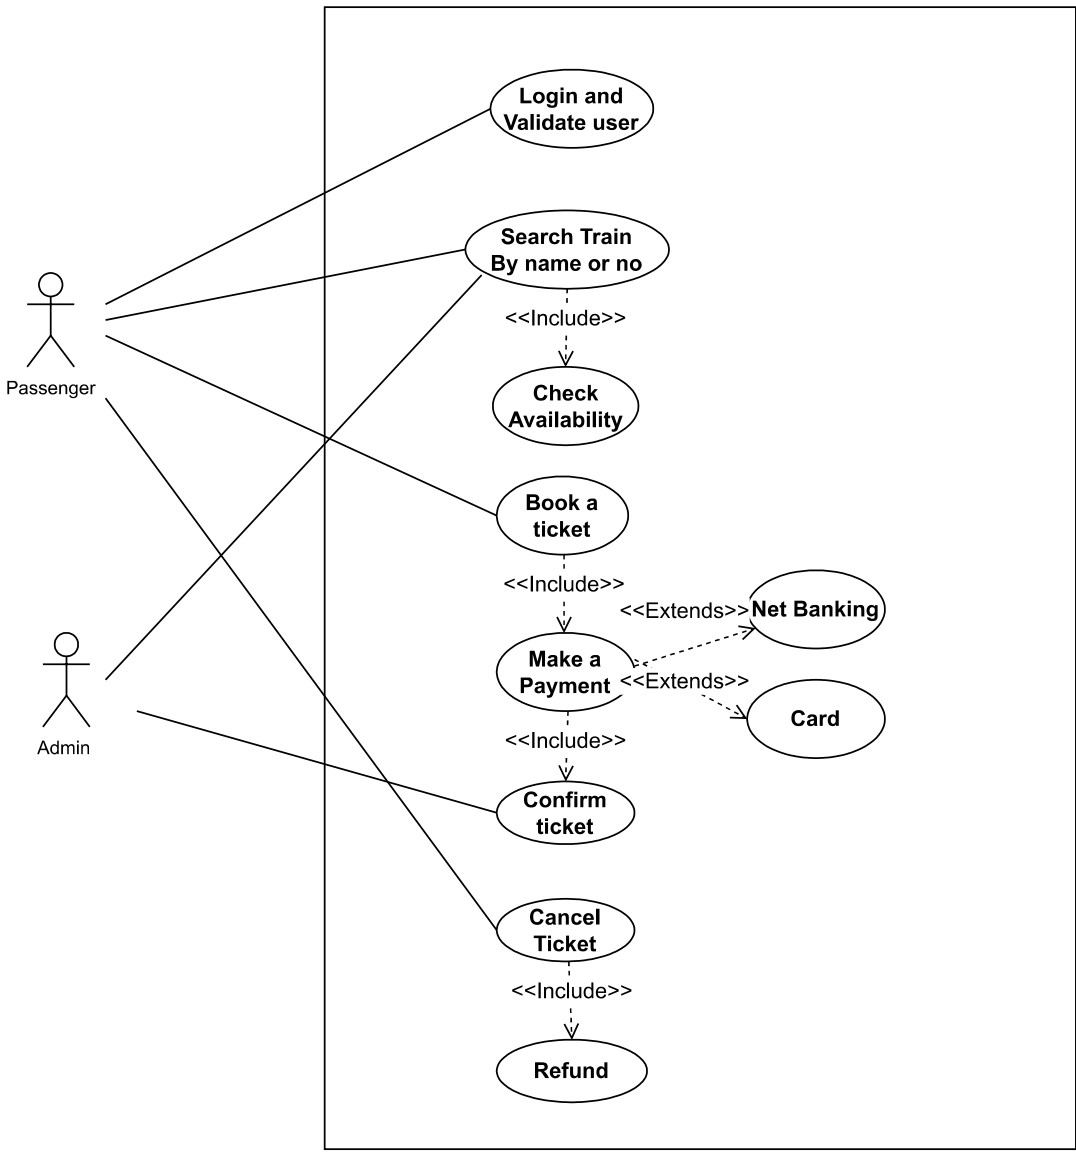 Login and
Validate user
Search Train
By name or no
<<Include>>
Passenger
Check
Availability
Book a
ticket
<<Include>>
<<Extends>>
Net Banking
Make a
Payment
<<Extends>>
Card
Admin
<<Include>>
Confirm
ticket
Cancel
Ticket
<<Include>>
Refund